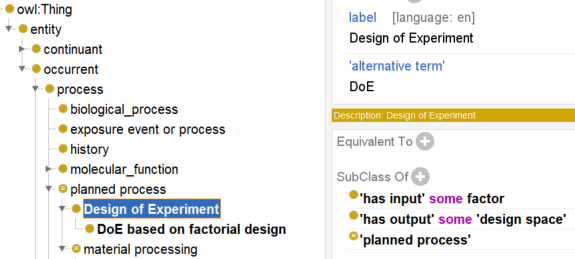 owl:Thing
entity
continuant
occurrent
process
biological_process
exposure event or process
history
molecular_function
planned process
Design of Experiment
DoE based on factorial design
material processing
label [language: en]
Design of Experiment
'alternative term'
DoE
Description: Design of Experiment
Equivalent To
SubClass Of
'has input' some factor
'has output' some 'design space'
'planned process'